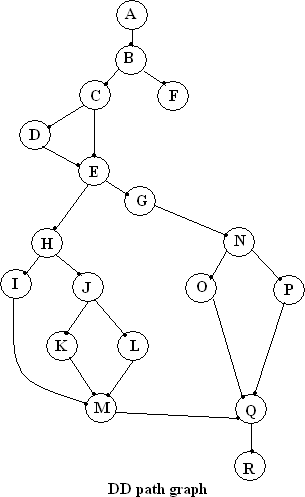 A
B
C F
D
E
G
H N
I J O P
K L
M Q
R
DD path graph